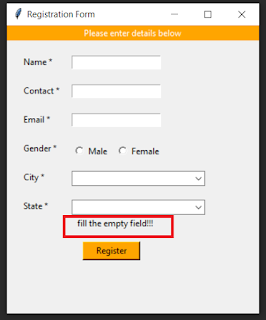 Registration Form
Please enter details below
Name *
Contact *
Email *
Gender * Male Female
City *
State *
fill the empty field!!!
Register